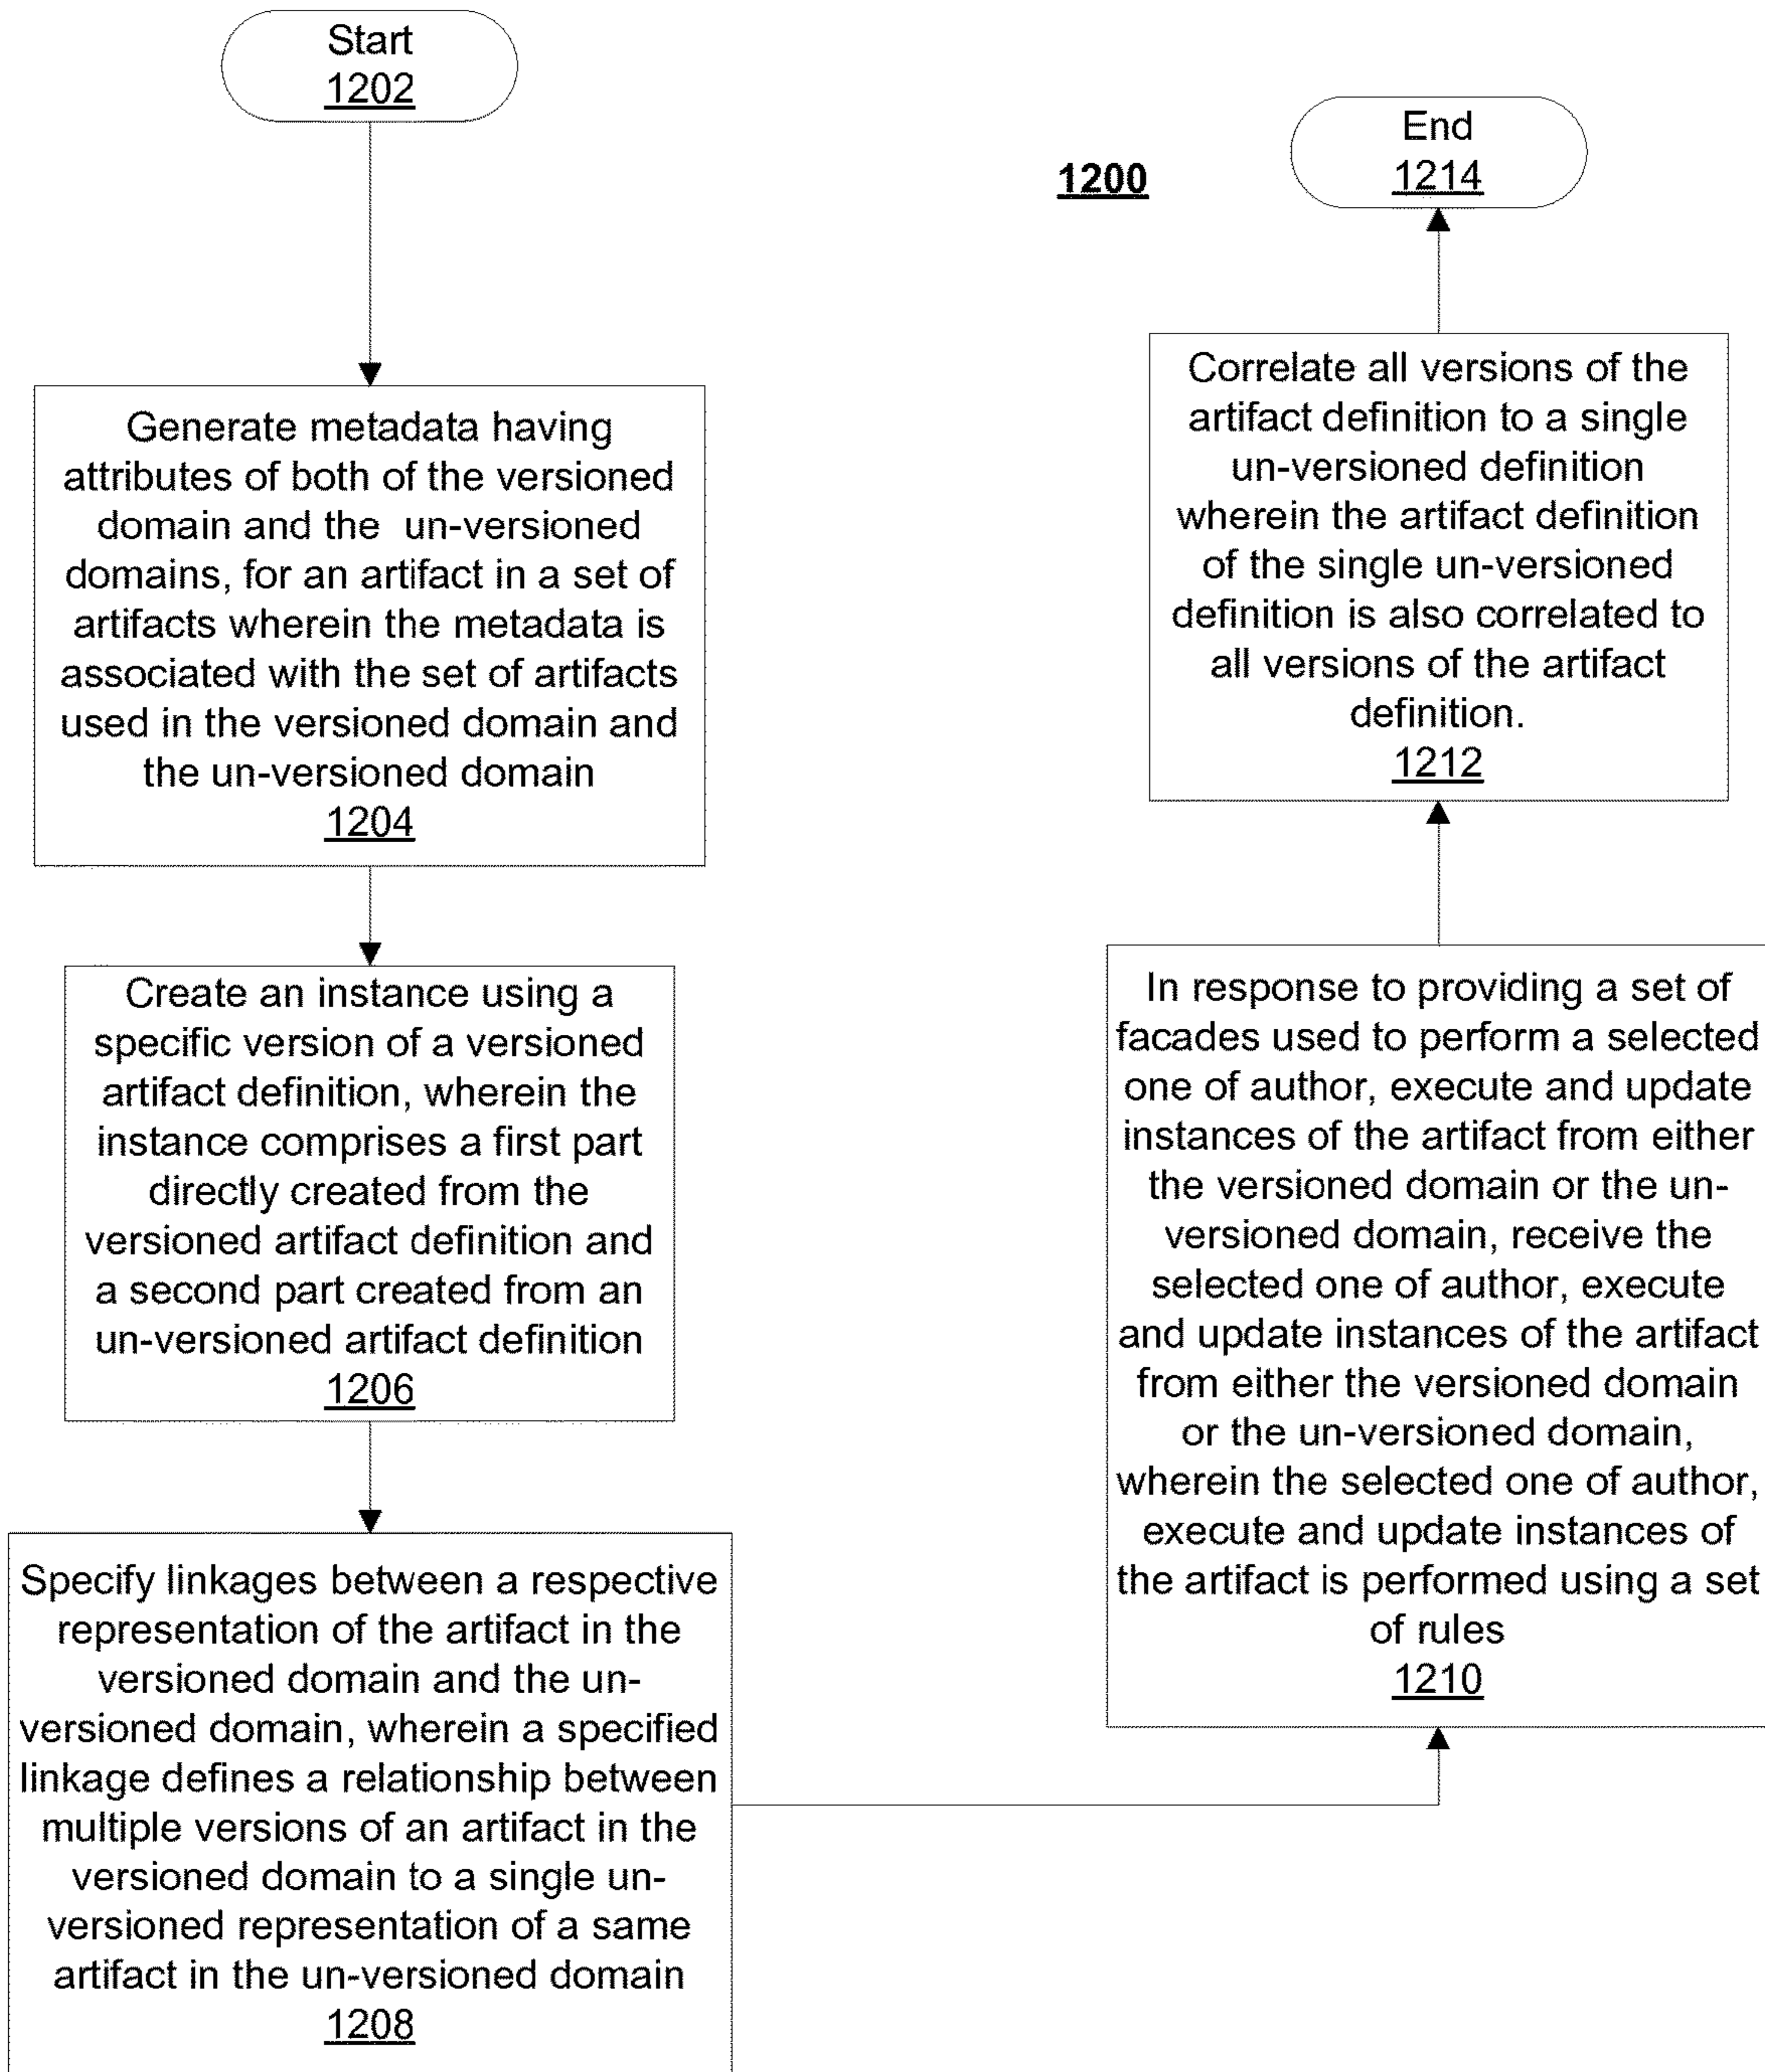 Start
1202
Generate metadata having
attributes of both of the versioned
domain and the un-versioned
domains, for an artifact in a set of
artifacts wherein the metadata is
associated with the set of artifacts
used in the versioned domain and
the un-versioned domain
1204
Create an instance using a
specific version of a versioned
artifact definition, wherein the
instance comprises a first part
directly created from the
versioned artifact definition and
a second part created from an
un-versioned artifact definition
1206
Specify linkages between a respective
representation of the artifact in the
versioned domain and the un-
versioned domain, wherein a specified
linkage defines a relationship between
multiple versions of an artifact in the
versioned domain to a single un-
versioned representation of a same
artifact in the un-versioned domain
1208
1200
End
1214
Correlate all versions of the
artifact definition to a single
un-versioned definition
wherein the artifact definition
of the single un-versioned
definition is also correlated to
all versions of the artifact
definition.
1212
In response to providing a set of
facades used to perform a selected
one of author, execute and update
instances of the artifact from either
the versioned domain or the un-
versioned domain, receive the
selected one of author, execute
and update instances of the artifact
from either the versioned domain
or the un-versioned domain,
wherein the selected one of author,
execute and update instances of
the artifact is performed using a set
of rules
1210